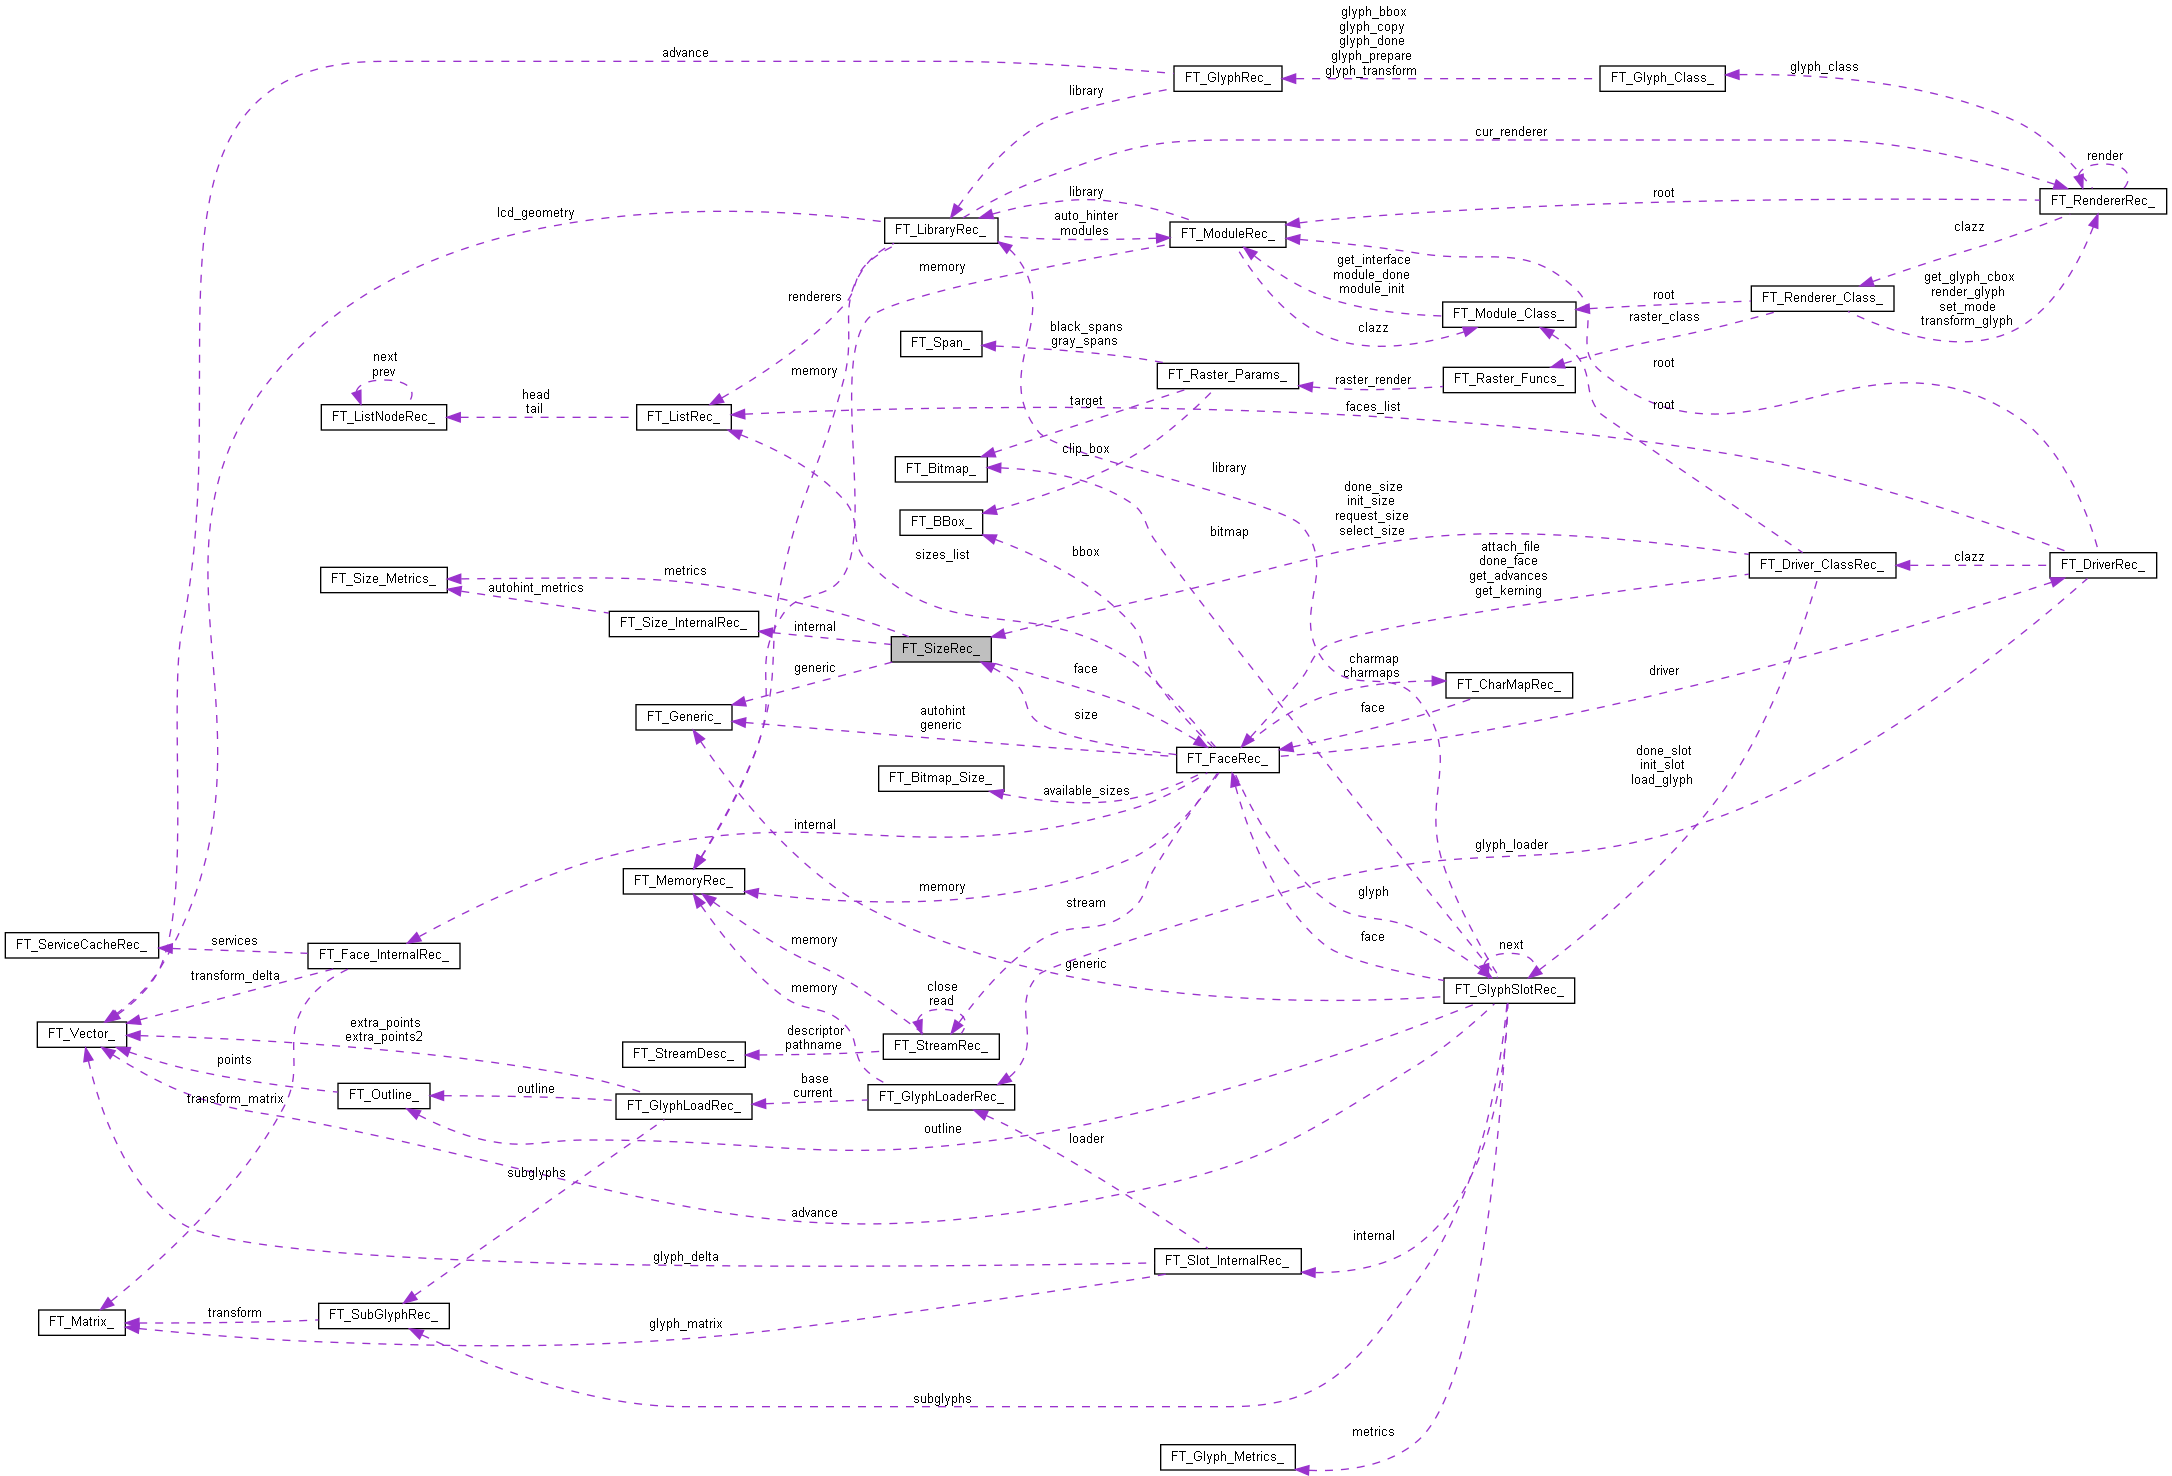 glyph_bbox
glyph_copy
glyph_done
glyph_prepare
glyph_transform
advance
glyph_class
FT_GlyphRec_
FT_Glyph_Class_
library
cur_renderer
render
library
root
FT_RendererRec_
lcd_geometry
auto_hinter
modules
FT_LibraryRec_
FT_ModuleRec_
clazz
memory
get_interface
module_done
module_init
get_glyph_cbox
render_glyph
set_mode
transform_glyph
renderers
root
FT_Renderer_Class_
FT_Module_Class_
raster_class
black_spans
gray_spans
clazz
FT_Span_
next
prev
memory
root
FT_Raster_Params_
raster_render
FT_Raster_Funcs_
head
tail
target
faces_list
root
FT_ListNodeRec_
FT_ListRec_
clip_box
library
FT_Bitmap_
done_size
init_size
request_size
select_size
FT_BBox_
bitmap
sizes_list
bbox
attach_file
done_face
get_advances
get_kerning
clazz
FT_Driver_ClassRec_
FT_DriverRec_
metrics
FT_Size_Metrics_
autohint_metrics
FT_Size_InternalRec_
internal
FT_SizeRec_
generic
face
charmap
charmaps
driver
FT_CharMapRec_
autohint
generic
size
face
FT_Generic_
FT_FaceRec_
done_slot
init_slot
load_glyph
FT_Bitmap_Size_
available_sizes
internal
glyph_loader
FT_MemoryRec_
memory
glyph
stream
services
memory
face
next
FT_ServiceCacheRec_
FT_Face_InternalRec_
generic
transform_delta
memory
close
read
FT_GlyphSlotRec_
extra_points
extra_points2
descriptor
pathname
FT_Vector_
FT_StreamDesc_
FT_StreamRec_
points
outline
base
current
FT_Outline_
transform_matrix
FT_GlyphLoadRec_
FT_GlyphLoaderRec_
outline
loader
subglyphs
advance
internal
glyph_delta
FT_Slot_InternalRec_
transform
FT_Matrix_
FT_SubGlyphRec_
glyph_matrix
subglyphs
metrics
FT_Glyph_Metrics_